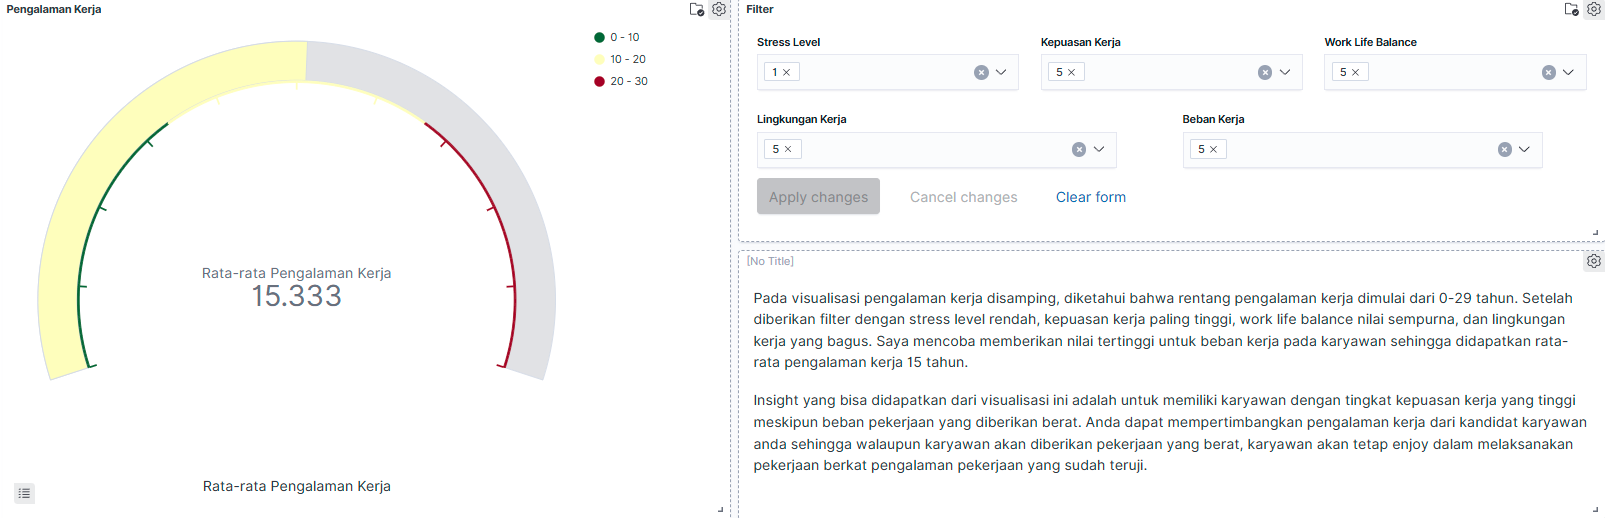 Pengalaman Kerja
0 - 10
10 - 20
20 - 30
Rata-rata Pengalaman Kerja
15.333
Rata-rata Pengalaman Kerja
Filter
Stress Level
1
Kepuasan Kerja
5
Work Life Balance
5
Lingkungan Kerja
5
Beban Kerja
5
Apply changes
Cancel changes
Clear form
[No Title]
Pada visualisasi pengalaman kerja disamping, diketahui bahwa rentang pengalaman kerja dimulai dari 0-29 tahun. Setelah
diberikan filter dengan stress level rendah, kepuasan kerja paling tinggi, work life balance nilai sempurna, dan lingkungan
kerja yang bagus. Saya mencoba memberikan nilai tertinggi untuk beban kerja pada karyawan sehingga didapatkan rata-
rata pengalaman kerja 15 tahun.
Insight yang bisa didapatkan dari visualisasi ini adalah untuk memiliki karyawan dengan tingkat kepuasan kerja yang tinggi
meskipun beban pekerjaan yang diberikan berat. Anda dapat mempertimbangkan pengalaman kerja dari kandidat karyawan
anda sehingga walaupun karyawan akan diberikan pekerjaan yang berat, karyawan akan tetap enjoy dalam melaksanakan
pekerjaan berkat pengalaman pekerjaan yang sudah teruji.